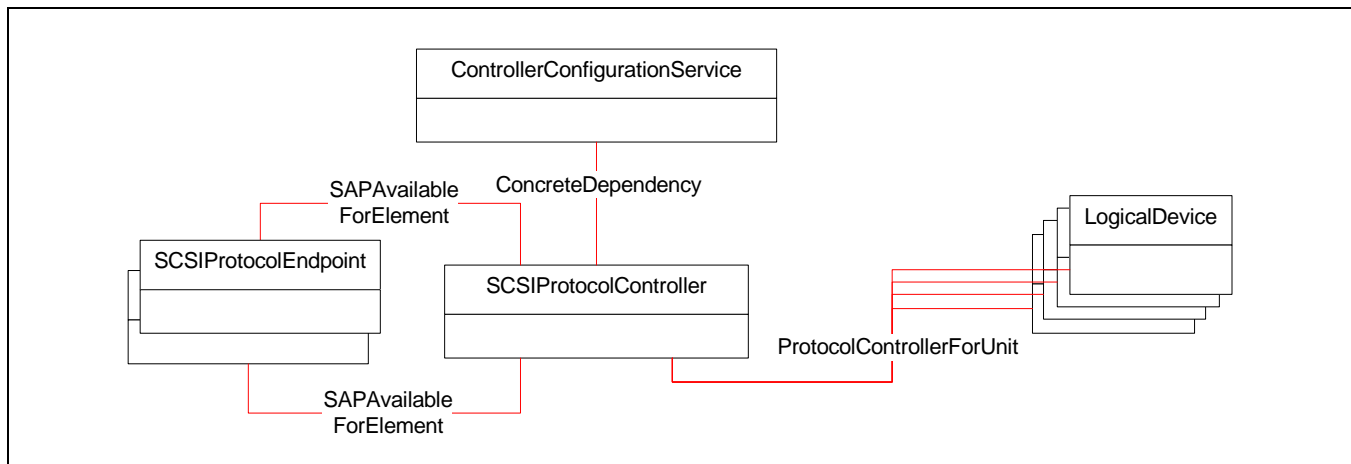 ControllerConfigurationService
ConcreteDependency
SAPAvailable
ForElement
LogicalDevice
SCSIProtocolEndpoint
SCSIProtocolController
ProtocolControllerForUnit
SAPAvailable
ForElement